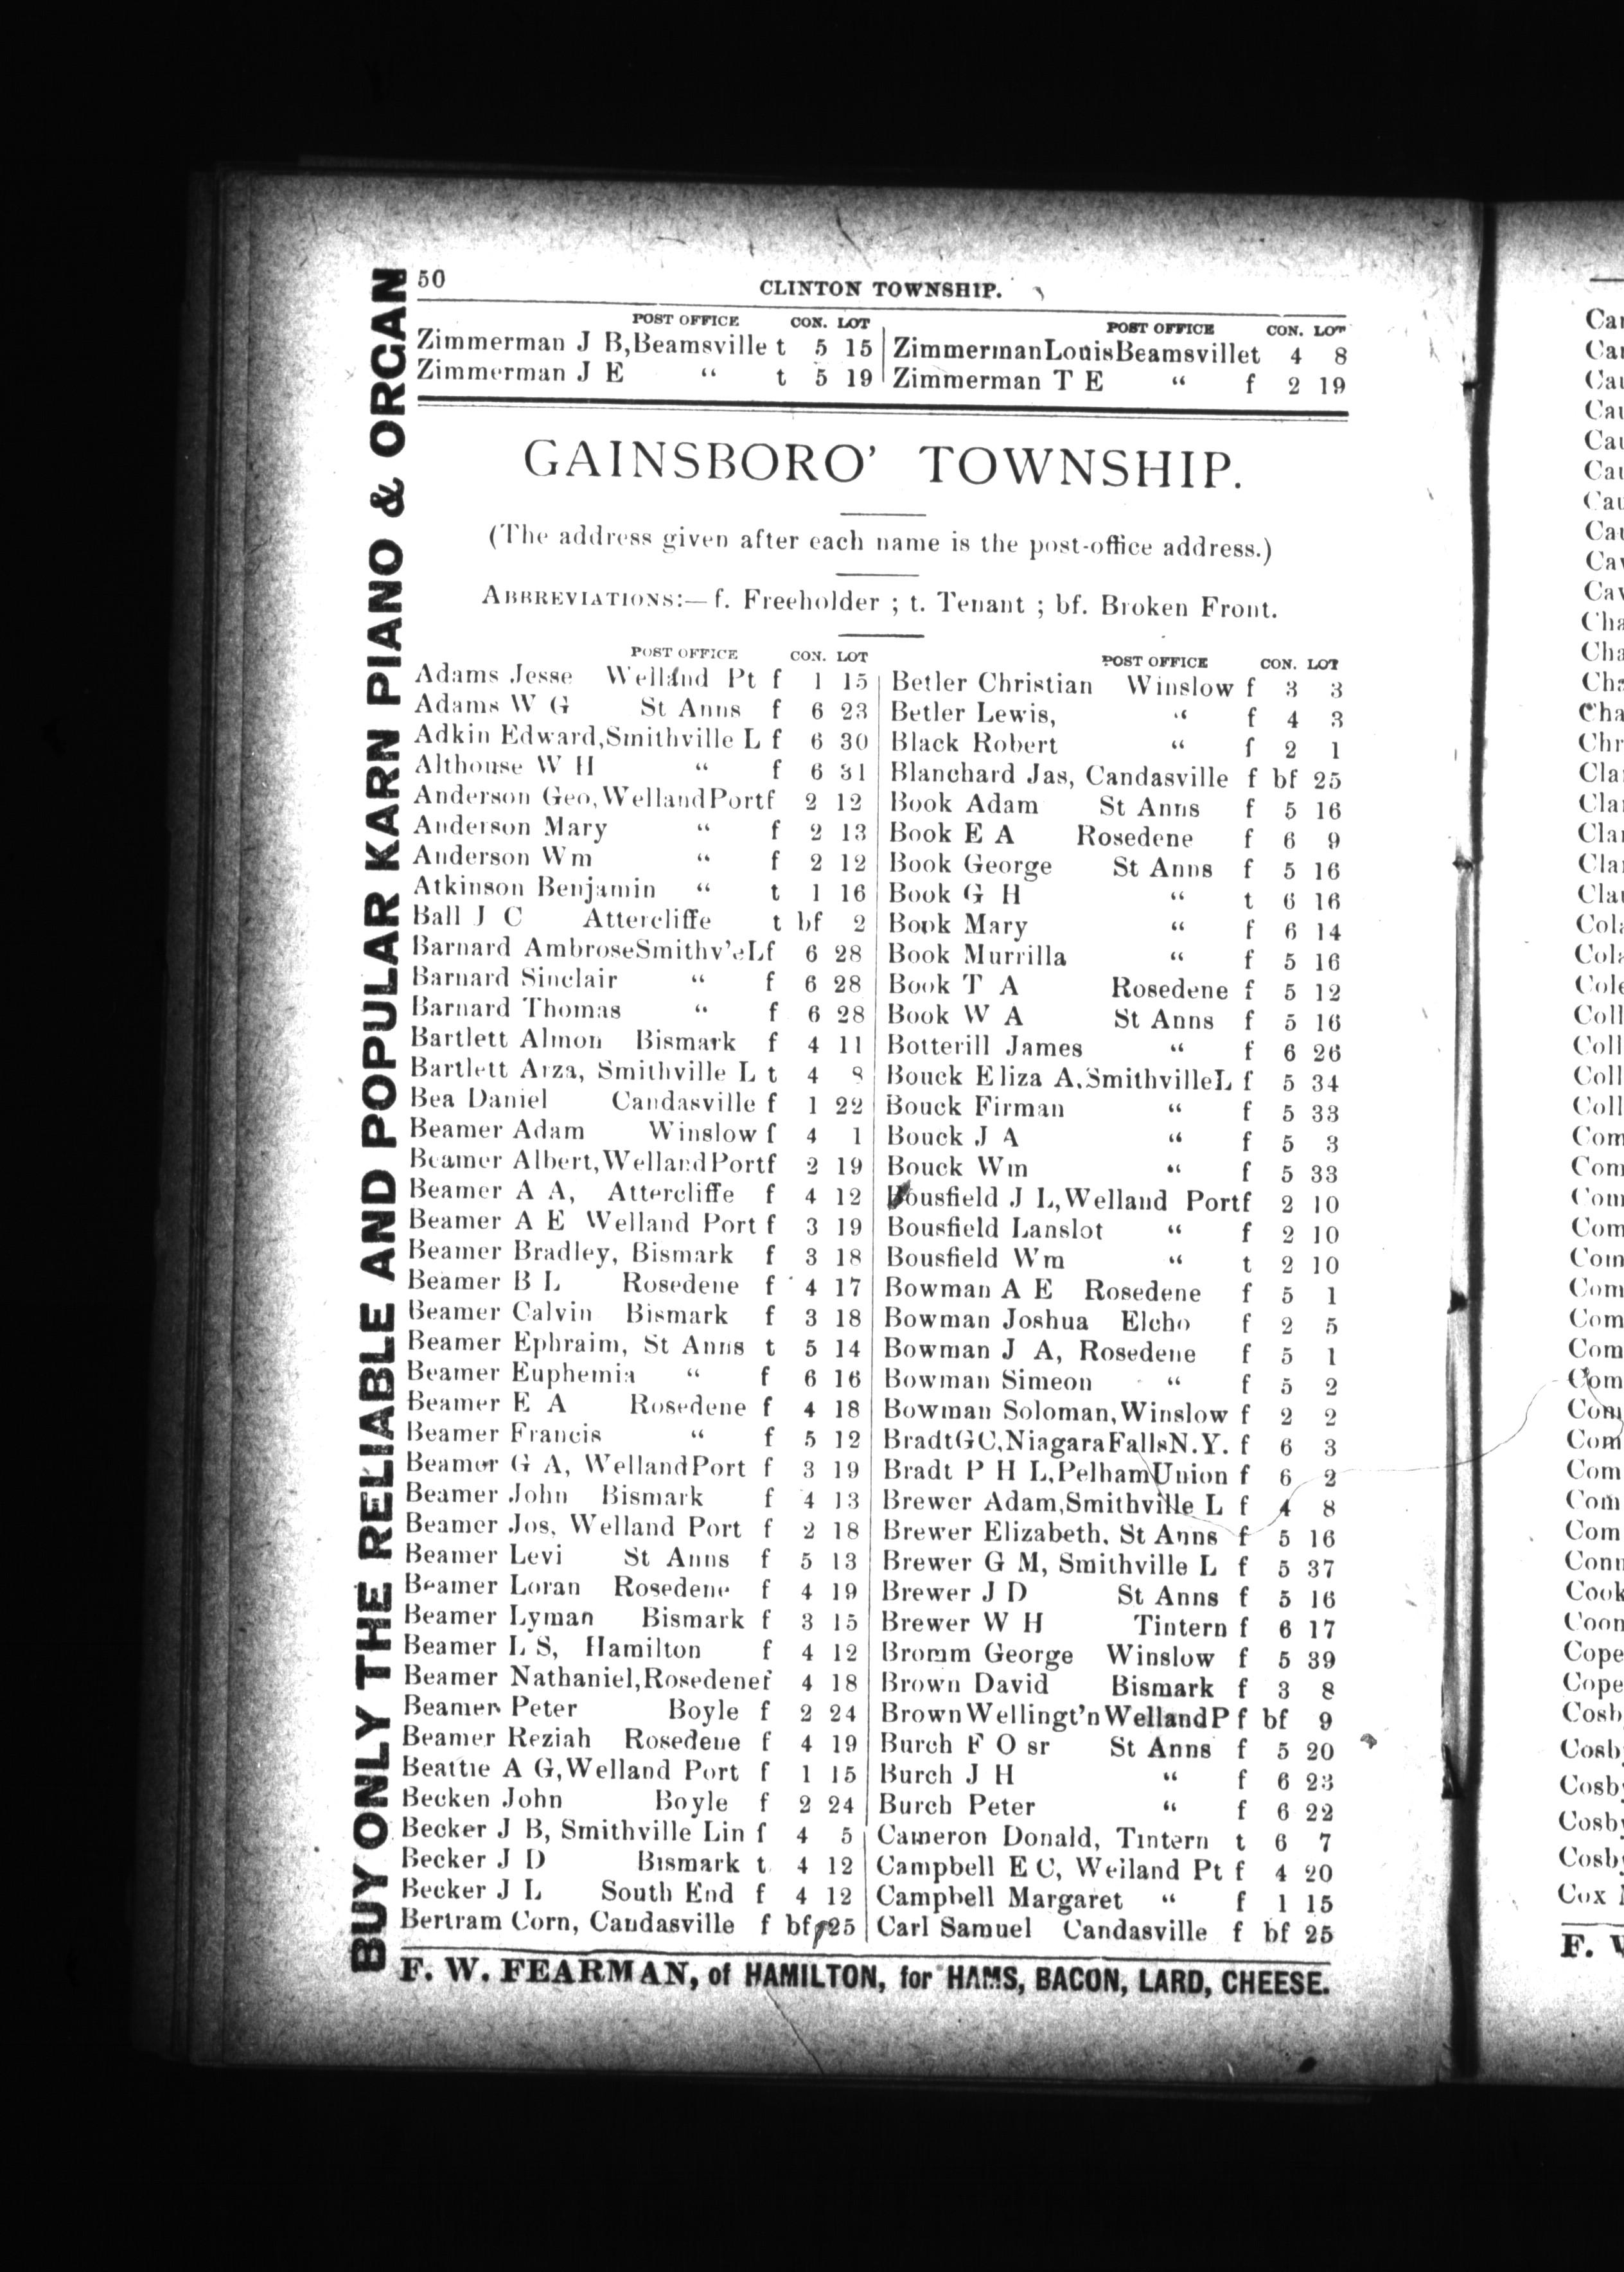 50
CLINTON TOWNSHIP.
POST OFFICE CON. LOT
Zimmerman J B,Beamsville t 5 15
Zimmerman J E “ t 5 19
POST OFFICE CON. LOT
ZimmermanLouisBeamsvillet 4 8
Zimmerman T E “ f 2 19
GAINSBORO’ TOWNSHIP.
(The address given after each name is the post-office address.)
ABBREVIATIONS:—f. Freeholder ; t. Tenant ; bf. Broken Front.
POST OFFICE CON. LOT
Adams Jesse Welland Pt f 1 15
Adams W G St Anns f 6 23
Adkin Edward,Smithville L f 6 30
Althouse W H “ f 6 31
Anderson Geo,WellandPortf 2 12
Anderson Mary “ f 2 13
Anderson Wm “ f 2 12
Atkinson Benjamin “ t 1 16
Ball J C Attercliffe t bf 2
Barnard AmbroseSmithv’eLf 6 28
Barnard Sinclair “ f 6 28
Barnard Thomas “ f 6 28
Bartlett Almon Bismark f 4 11
Bartlett Arza, Smithville L t 4 8
Bea Daniel Candasville f 1 22
Beamer Adam Winslow f 4 1
Beamer Albert,WellandPortf 2 19
Beamer A A, Attercliffe f 4 12
Beamer A E Welland Port f 3 19
Beamer Bradley, Bismark f 3 18
Beamer B L Rosedene f 4 17
Beamer Calvin Bismark f 3 18
Beamer Ephraim, St Anns t 5 14
Beamer Euphemia “ f 6 16
Beamer E A Rosedene f 4 18
Beamer Francis “ f 5 12
Beamer G A, WellandPort f 3 19
Beamer John Bismark f 4 13
Beamer Jos, Welland Port f 2 18
Beamer Levi St Anns f 5 13
Beamer Loran Rosedene f 4 19
Beamer Lyman Bismark f 3 15
Beamer L S, Hamilton f 4 12
Beamer Nathaniel,Rosedenef 4 18
Beamer Peter Boyle f 2 24
Beamer Reziah Rosedene f 4 19
Beattie A G,Welland Port f 1 15
Becken John Boyle f 2 24
Becker J B, Smithville Lin f 4 5
Becker J D Bismark t 4 12
Becker J L South End f 4 12
Bertram Corn, Candasville f bf 25
POST OFFICE CON. LOT
Betler Christian Winslow f 3 3
Betler Lewis, “ f 4 3
Black Robert “ f 2 1
Blanchard Jas, Candasville f bf 25
Book Adam St Anns f 5 16
Book E A Rosedene f 6 9
Book George St Anns f 5 16
Book G H “ t 6 16
Book Mary “ f 6 14
Book Murrilla “ f 5 16
Book T A Rosedene f 5 12
Book W A St Anns f 5 16
Botterill James “ f 6 26
Bouck Eliza A,SmithvilleL f 5 34
Bouck Firman “ f 5 33
Bouck J A “ f 5 3
Bouck Wm “ f 5 33
Bousfield J L,Welland Portf 2 10
Bousfield Lanslot “ f 2 10
Bousfield Wm “ t 2 10
Bowman A E Rosedene f 5 1
Bowman Joshua Elcho f 2 5
Bowman J A, Rosedene f 5 1
Bowman Simeon “ f 5 2
Bowman Soloman,Winslow f 2 2
BradtGC,NiagaraFallsN.Y. f 6 3
Bradt P H L,PelhamUnion f 6 2
Brewer Adam,Smithville L f 4 8
Brewer Elizabeth, St Anns f 5 16
Brewer G M, Smithville L f 5 37
Brewer J D St Anns f 5 16
Brewer W H Tintern f 6 17
Bromm George Winslow f 5 39
Brown David Bismark f 3 8
BrownWellingt’nWellandP f bf 9
Burch F O sr St Anns f 5 20
Burch J H “ f 6 23
Burch Peter “ f 6 22
Cameron Donald, Tintern t 6 7
Campbell E C, Welland Pt f 4 20
Campbell Margaret “ f 1 15
Carl Samuel Candasville f bf 25
F. W. FEARMAN, of HAMILTON, for HAMS, BACON, LARD, CHEESE.
BUY ONLY THE RELIABLE AND POPULAR KARN PIANO & ORGAN